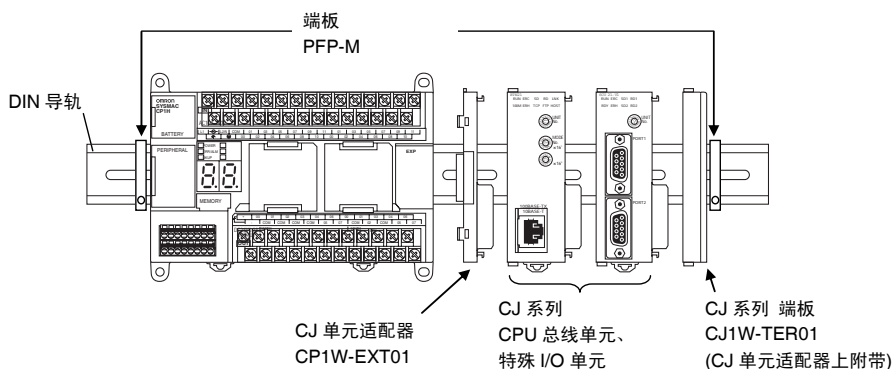 端板
PFP-M
DIN 导轨
OMRON
SYSMAC
CP1H
BATTERY
PERIPHERAL
MEMORY
EXP
100BASE-TX
10BASE-T
PORT1
PORT2
CJ 单元适配器
CP1W-EXT01
CJ 系列
CPU 总线单元、
特殊 I/O 单元
CJ 系列 端板
CJ1W-TER01
(CJ 单元适配器上附带)